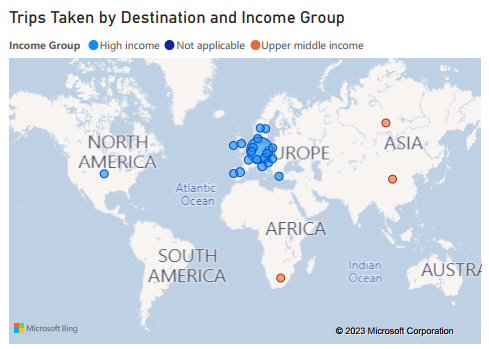 Trips Taken by Destination and Income Group
Income Group High income Not applicable Upper middle income
NORTH
AMERICA
EUROPE
ASIA
Atlantic
Ocean
AFRICA
SOUTH
AMERICA
Indian
Ocean
AUSTRA
Microsoft Bing
© 2023 Microsoft Corporation